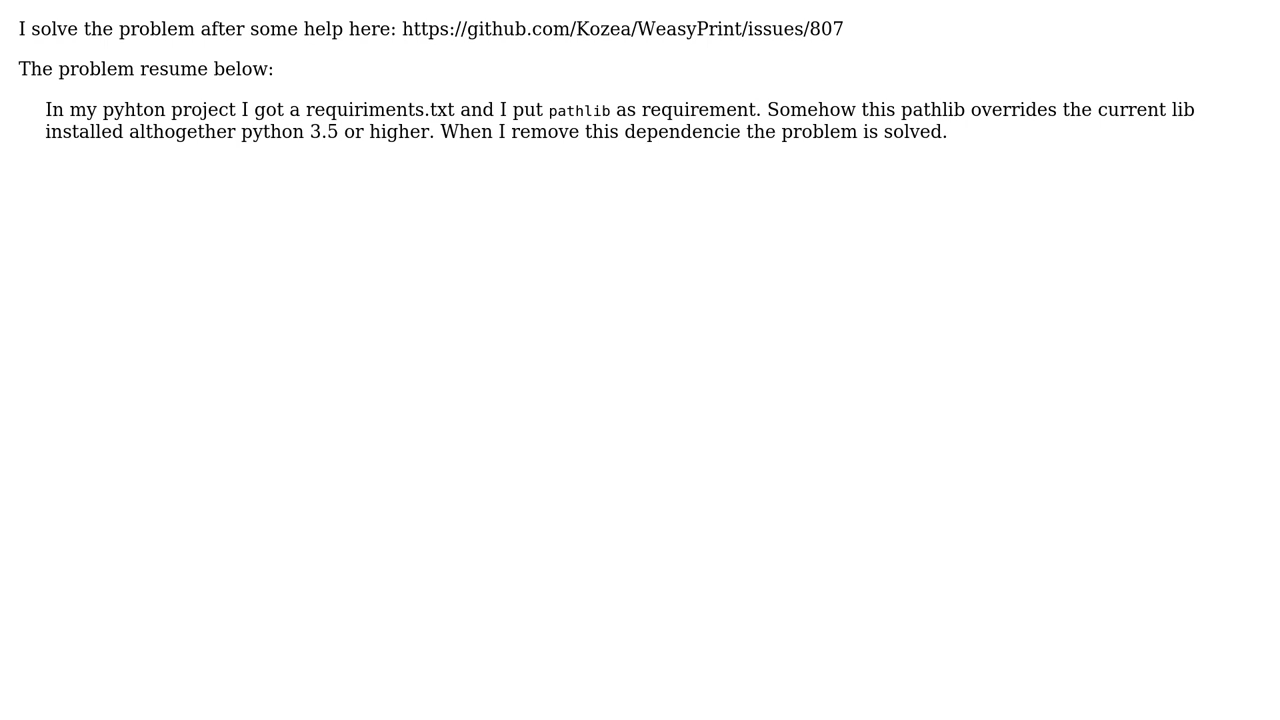 I solve the problem after some help here: https://github.com/Kozea/WeasyPrint/issues/807
The problem resume below:
In my pyhton project I got a requiriments.txt and I put pathlib as requirement. Somehow this pathlib overrides the current lib
installed althogether python 3.5 or higher. When I remove this dependencie the problem is solved.